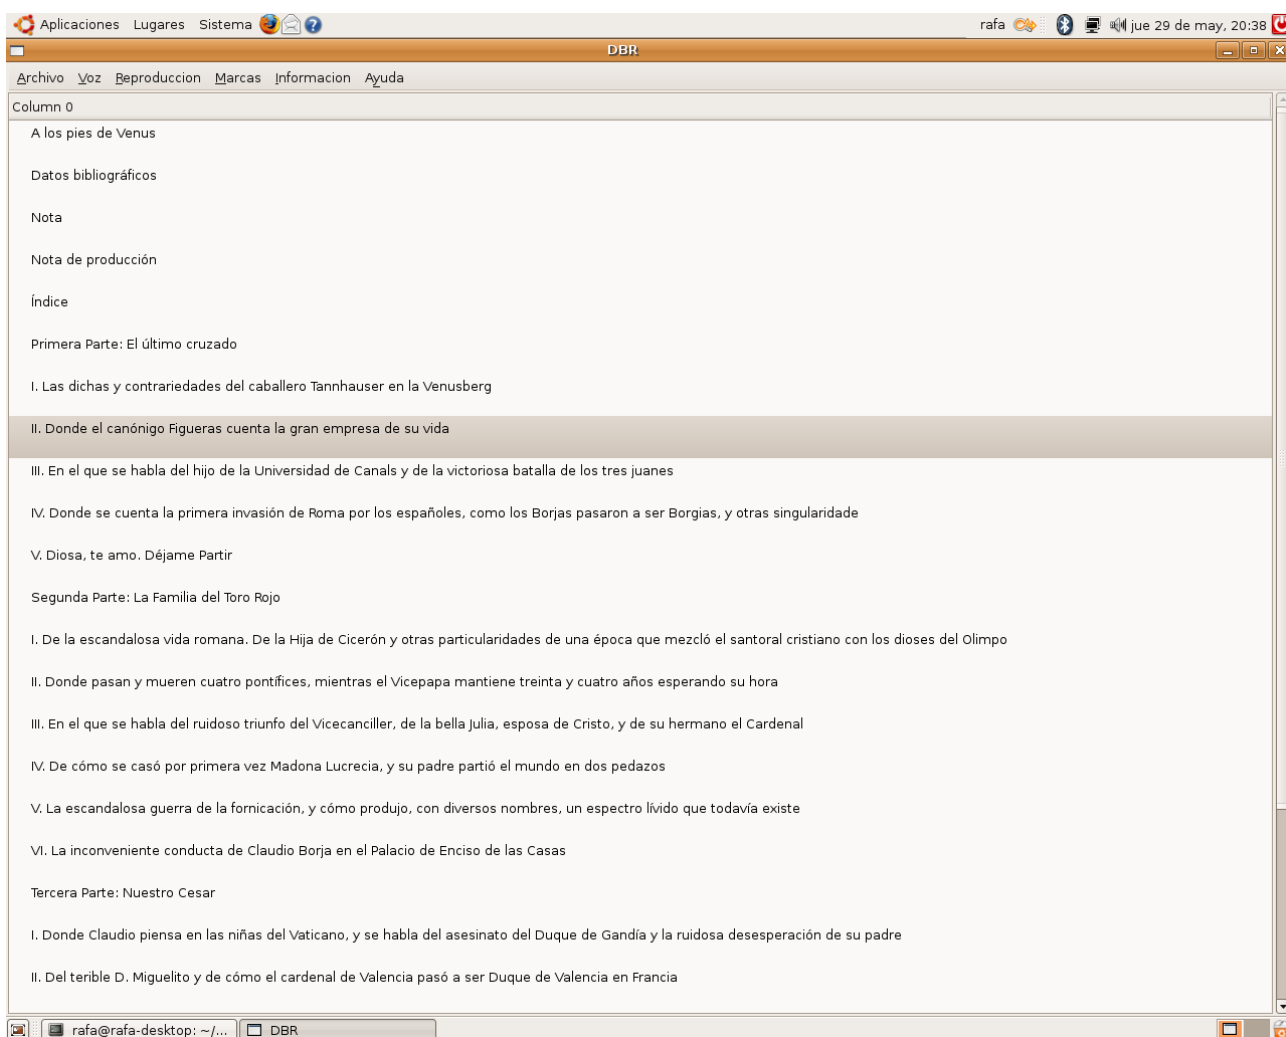 Aplicaciones Lugares Sistema rafa jue 29 de may, 20:38
DBR
Archivo Voz Reproduccion Marcas Informacion Ayuda
Column 0
A los pies de Venus
Datos bibliográficos
Nota
Nota de producción
Índice
Primera Parte: El último cruzado
I. Las dichas y contrariedades del caballero Tannhauser en la Venusberg
II. Donde el canónigo Figueras cuenta la gran empresa de su vida
III. En el que se habla del hijo de la Universidad de Canals y de la victoriosa batalla de los tres juanes
IV. Donde se cuenta la primera invasión de Roma por los españoles, como los Borjas pasaron a ser Borgias, y otras singularidade
V. Diosa, te amo. Déjame Partir
Segunda Parte: La Familia del Toro Rojo
I. De la escandalosa vida romana. De la Hija de Cicerón y otras particularidades de una época que mezcló el santoral cristiano con los dioses del Olimpo
II. Donde pasan y mueren cuatro pontífices, mientras el Vicepapa mantiene treinta y cuatro años esperando su hora
III. En el que se habla del ruidoso triunfo del Vicecanciller, de la bella Julia, esposa de Cristo, y de su hermano el Cardenal
IV. De cómo se casó por primera vez Madona Lucrecia, y su padre partió el mundo en dos pedazos
V. La escandalosa guerra de la fornicación, y cómo produjo, con diversos nombres, un espectro lívido que todavía existe
VI. La inconveniente conducta de Claudio Borja en el Palacio de Enciso de las Casas
Tercera Parte: Nuestro Cesar
I. Donde Claudio piensa en las niñas del Vaticano, y se habla del asesinato del Duque de Gandía y la ruidosa desesperación de su padre
II. Del terible D. Miguelito y de cómo el cardenal de Valencia pasó a ser Duque de Valencia en Francia
rafa@rafa-desktop: ~/... DBR